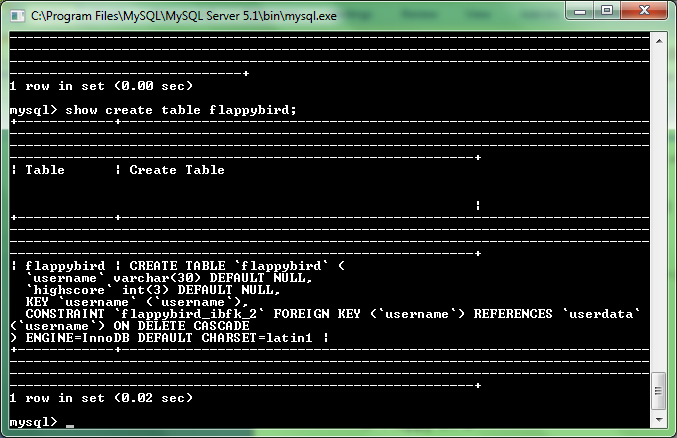 C:\Program Files\MySQL\MySQL Server 5.1\bin\mysql.exe
--------------------------------------------------------------------------------
--------------------------------------------------------------------------------
--------------------------------------------------------------------------------
-----------------------------+
1 row in set (0.00 sec)
mysql> show create table flappybird;
+------------+-------------------------------------------------------------------
--------------------------------------------------------------------------------
--------------------------------------------------------------------------------
----------------------------------------------------------+
| Table      | Create Table
|
+------------+-------------------------------------------------------------------
--------------------------------------------------------------------------------
--------------------------------------------------------------------------------
----------------------------------------------------------+
| flappybird | CREATE TABLE `flappybird` (
  `username` varchar(30) DEFAULT NULL,
  `highscore` int(3) DEFAULT NULL,
  KEY `username` (`username`),
  CONSTRAINT `flappybird_ibfk_2` FOREIGN KEY (`username`) REFERENCES `userdata`
(`username`) ON DELETE CASCADE
) ENGINE=InnoDB DEFAULT CHARSET=latin1 |
+------------+-------------------------------------------------------------------
--------------------------------------------------------------------------------
--------------------------------------------------------------------------------
----------------------------------------------------------+
1 row in set (0.02 sec)
mysql> _